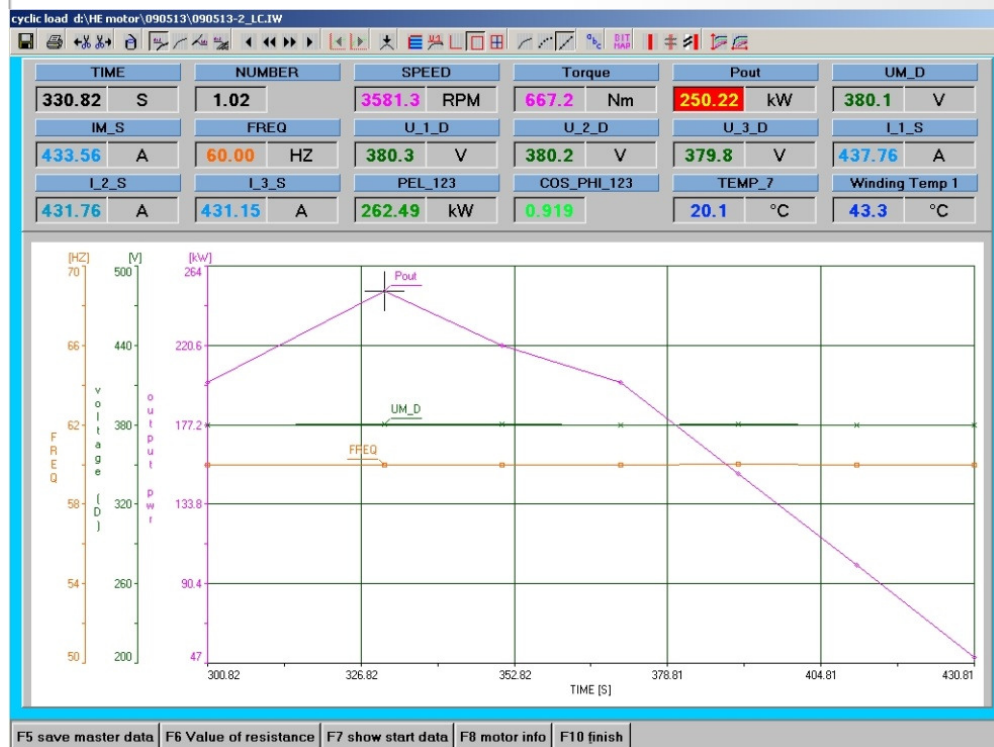 cyclic load d:\HE motor\090513\090513-2_LC.IW
TIME NUMBER SPEED Torque Pout UM_D
330.82 S 1.02 3581.3 RPM 667.2 Nm 250.22 kW 380.1 V
IM_S FREQ U_1_D U_2_D U_3_D I_1_S
433.56 A 60.00 HZ 380.3 V 380.2 V 379.8 V 437.76 A
I_2_S I_3_S PEL_123 COS_PHI_123 TEMP_7 Winding Temp 1
431.76 A 431.15 A 262.49 kW 0.919 20.1 °C 43.3 °C
[HZ] [V] [kW]
70 500 264
Pout
66 440 220.6
UM_D
62 380 177.2
FREQ
voltage (D)
output pwr
FREQ
58 320 133.8
54 260 90.4
50 200 47
300.82 326.82 352.82 378.81 404.81 430.81
TIME [S]
F5 save master data F6 Value of resistance F7 show start data F8 motor info F10 finish